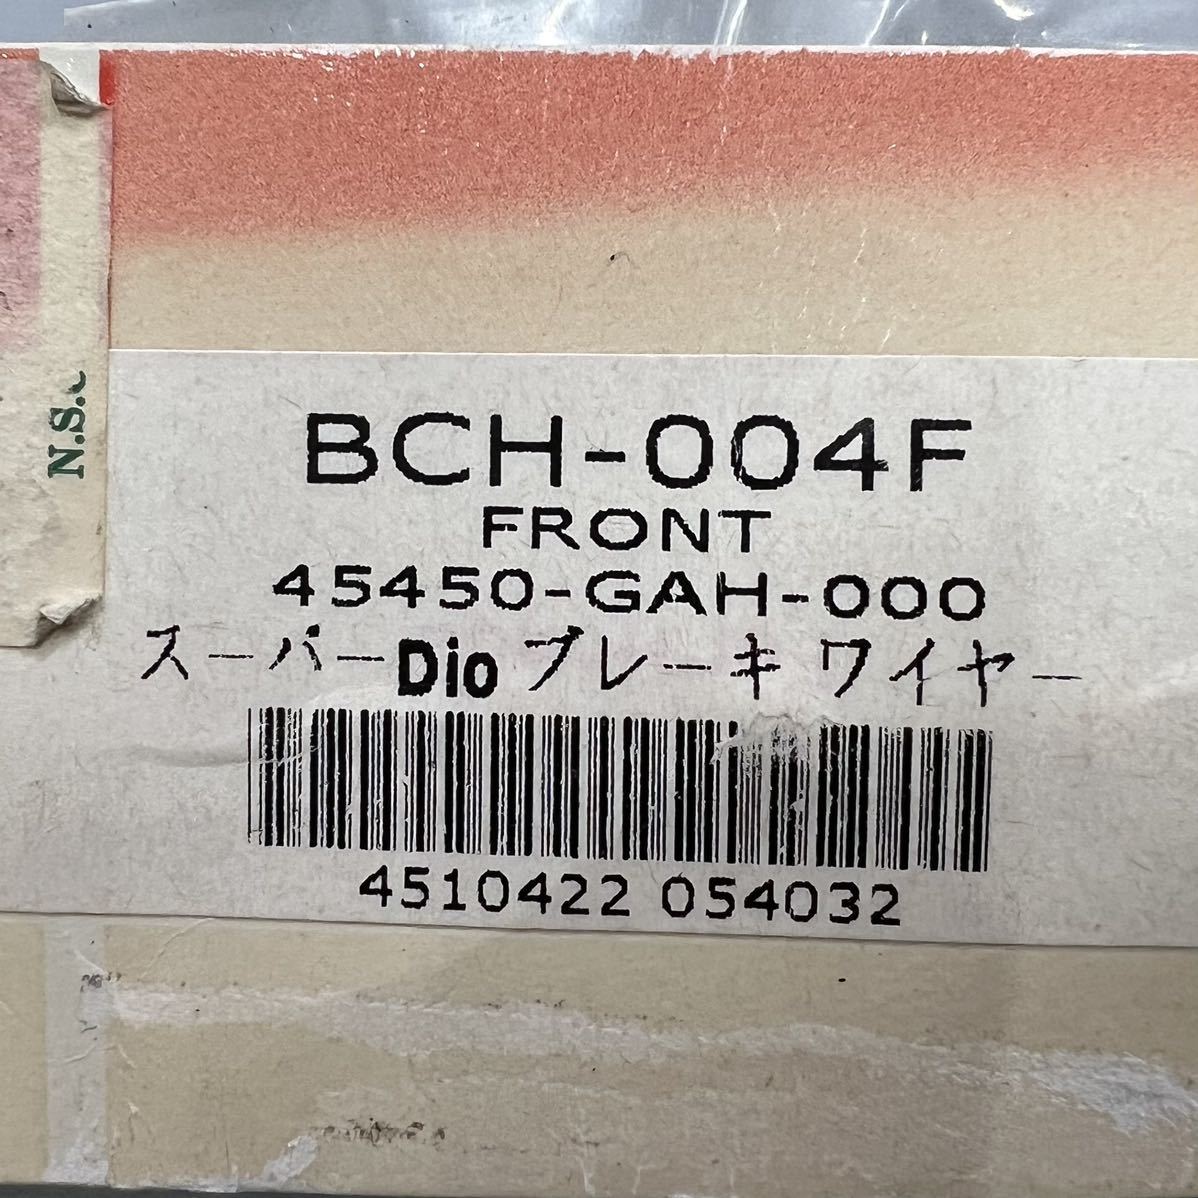 N.S.
BCH-004F
FRONT
45450-GAH-000
スーパーDioブレーキワイヤー
4510422 054032